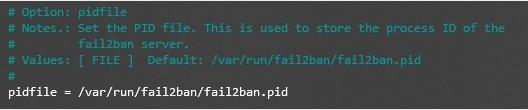 # Option: pidfile
# Notes.: Set the PID file. This is used to store the process ID of the
#         fail2ban server.
# Values: [ FILE ]  Default: /var/run/fail2ban/fail2ban.pid
#
pidfile = /var/run/fail2ban/fail2ban.pid